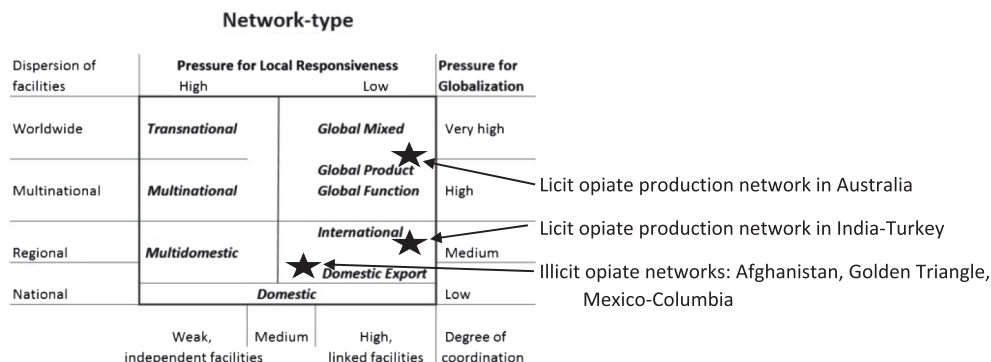 Network-type
Dispersion of facilities
Pressure for Local Responsiveness
High Low
Pressure for Globalization
Worldwide Transnational Global Mixed Very high
Global Product
Multinational Multinational Global Function High
Licit opiate production network in Australia
International
Licit opiate production network in India-Turkey
Regional Multidomestic Medium
Domestic Export
Illicit opiate networks: Afghanistan, Golden Triangle,
Mexico-Columbia
National Domestic Low
Weak, independent facilities
Medium
High, linked facilities
Degree of coordination